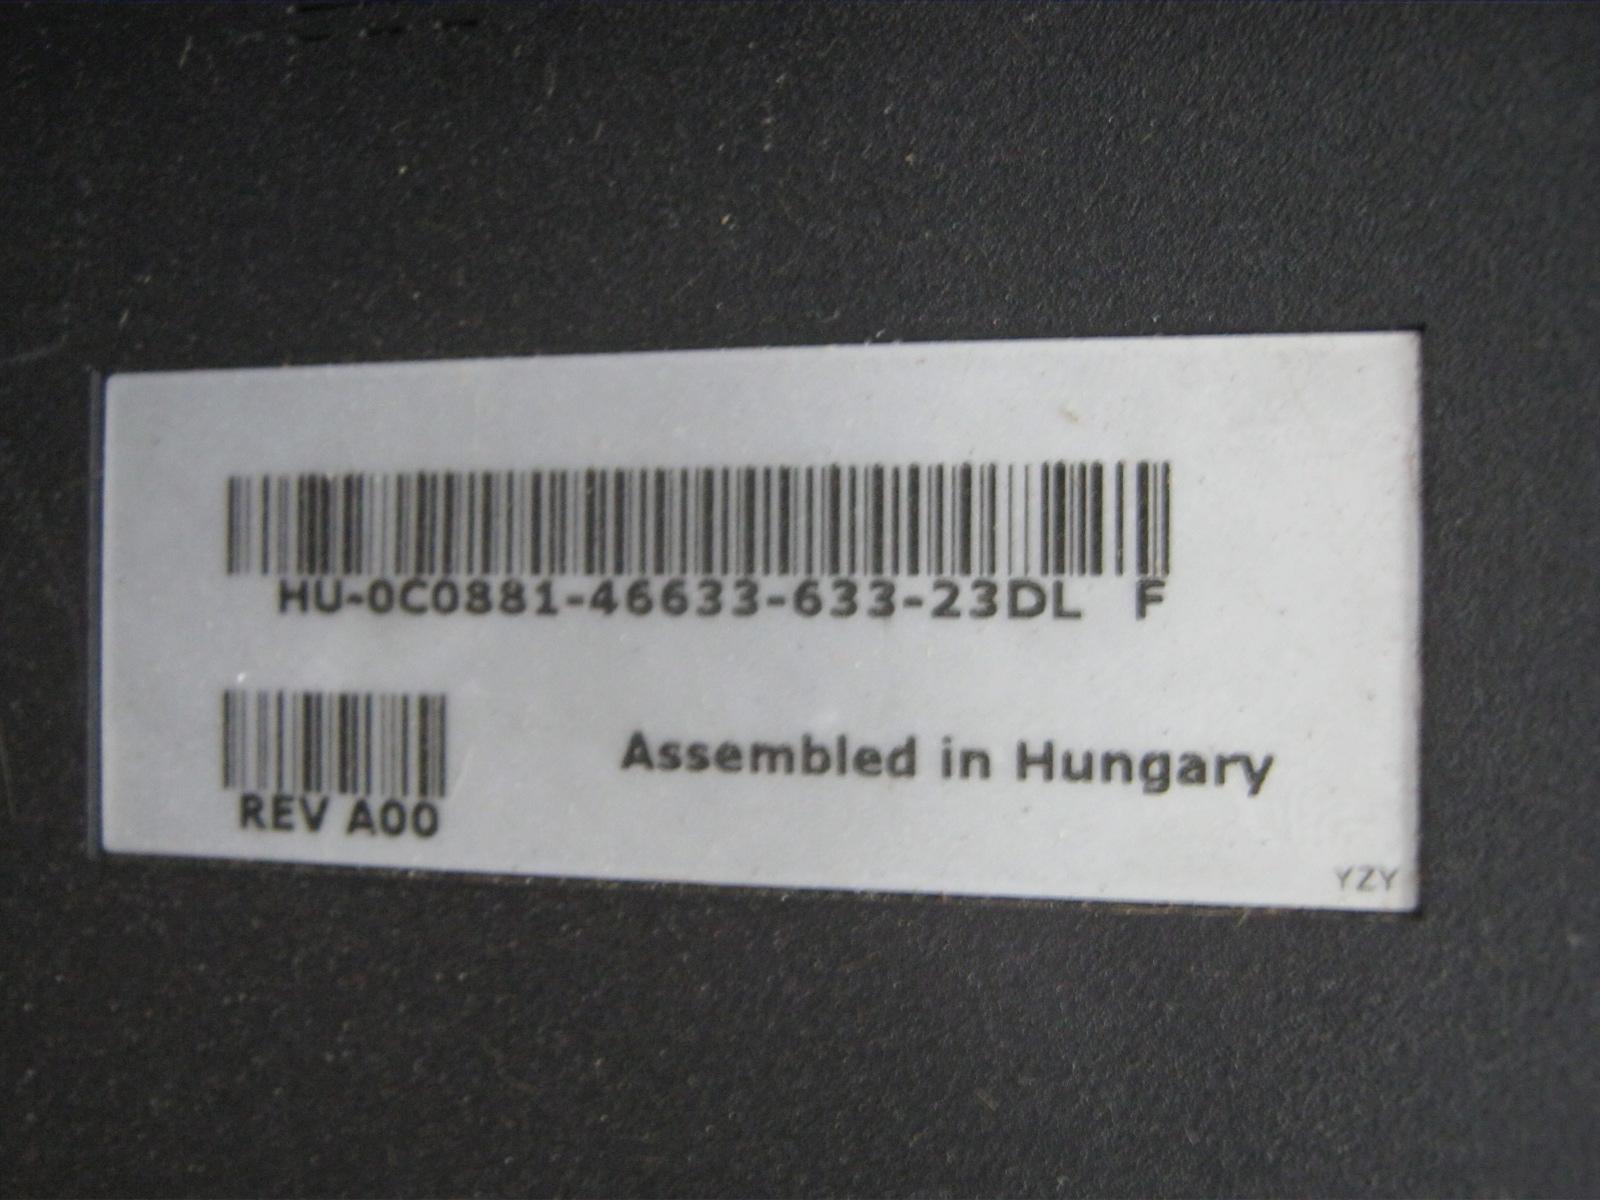 HU-0C0881-46633-633-23DL F
REV A00
Assembled in Hungary
YZY